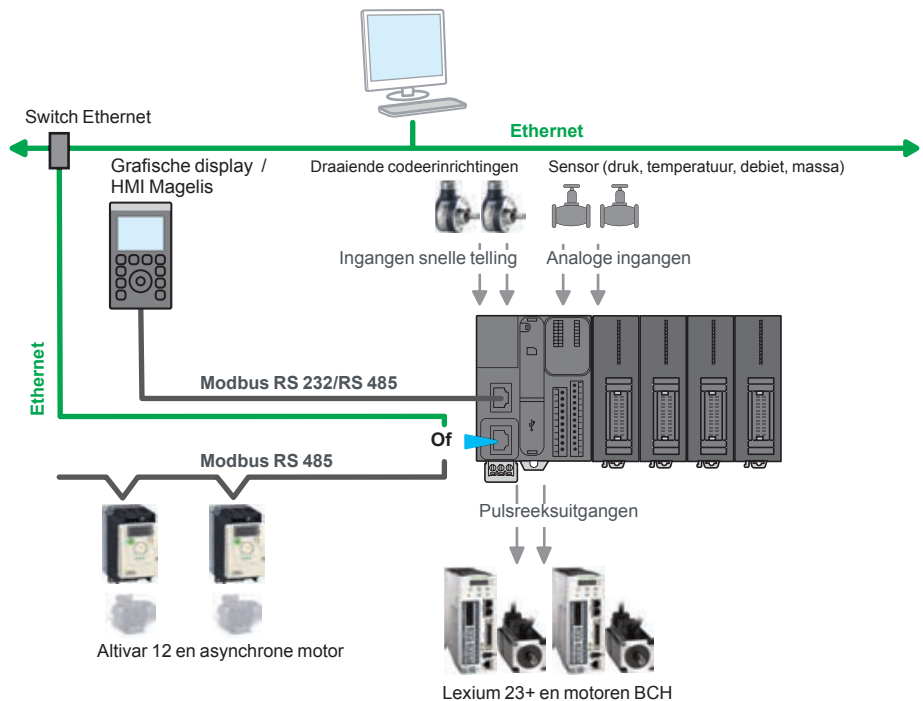 Switch Ethernet
Ethernet
Grafische display /
HMI Magelis
Draaiende codeerinrichtingen
Sensor (druk, temperatuur, debiet, massa)
Ingangen snelle telling
Analoge ingangen
Ethernet
Modbus RS 232/RS 485
Of
Modbus RS 485
Pulsreeksuitgangen
Altivar 12 en asynchrone motor
Lexium 23+ en motoren BCH